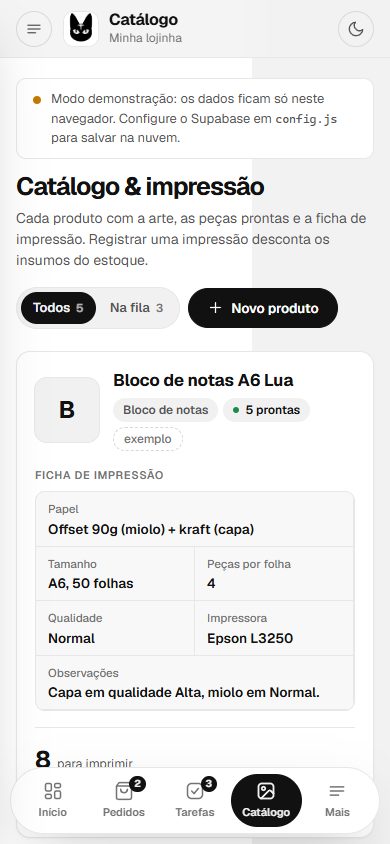 Catálogo
Minha lojinha
Modo demonstração: os dados ficam só neste
navegador. Configure o Supabase em config.js
para salvar na nuvem.
Catálogo & impressão
Cada produto com a arte, as peças prontas e a ficha de
impressão. Registrar uma impressão desconta os
insumos do estoque.
Todos 5 Na fila 3 + Novo produto
Bloco de notas A6 Lua
B
Bloco de notas 5 prontas
exemplo
FICHA DE IMPRESSÃO
Papel
Offset 90g (miolo) + kraft (capa)
Tamanho Peças por folha
A6, 50 folhas 4
Qualidade Impressora
Normal Epson L3250
Observações
Capa em qualidade Alta, miolo em Normal.
8 para imprimir
2 3
Início Pedidos Tarefas Catálogo Mais